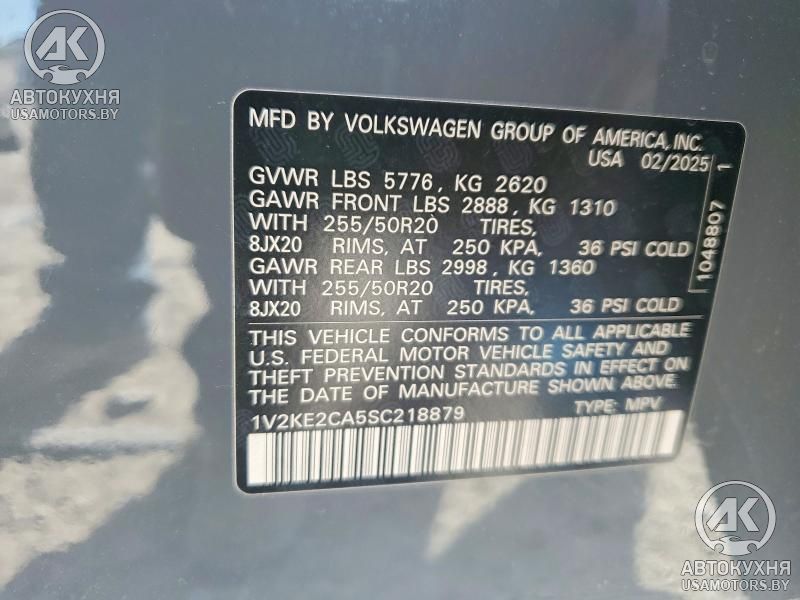 AK
АВТОКУХНЯ
USAMOTORS.BY
MFD BY VOLKSWAGEN GROUP OF AMERICA, INC.
USA 02/2025
GVWR LBS 5776, KG 2620
GAWR FRONT LBS 2888, KG 1310
WITH 255/50R20 TIRES,
8JX20 RIMS, AT 250 KPA, 36 PSI COLD
GAWR REAR LBS 2998, KG 1360
WITH 255/50R20 TIRES,
8JX20 RIMS, AT 250 KPA, 36 PSI COLD
THIS VEHICLE CONFORMS TO ALL APPLICABLE
U.S. FEDERAL MOTOR VEHICLE SAFETY AND
THEFT PREVENTION STANDARDS IN EFFECT ON
THE DATE OF MANUFACTURE SHOWN ABOVE.
1V2KE2CA5SC218879 TYPE: MPV
1048807 1
AK
АВТОКУХНЯ
USAMOTORS.BY